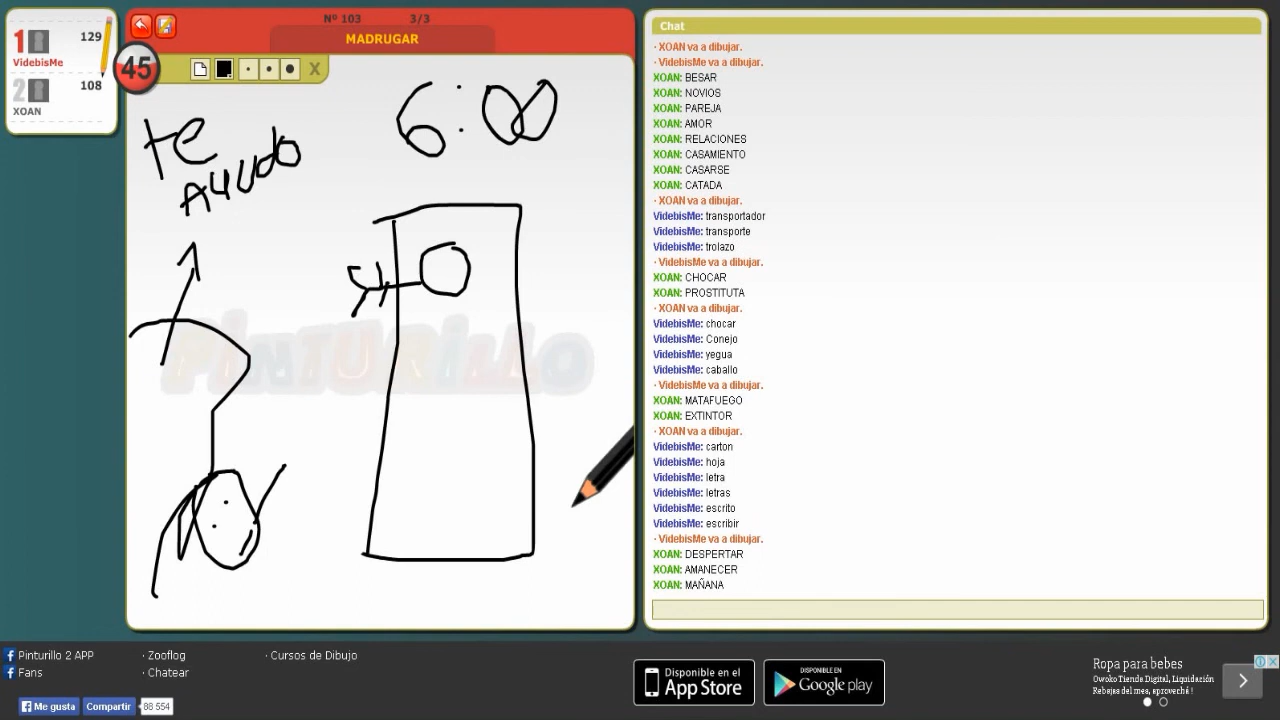 1
129
VidebisMe
2
108
XOAN
Nº 103
3/3
MADRUGAR
45
X
te
AYUDO
6:00
PINTURILLO
Chat
· XOAN va a dibujar.
· VidebisMe va a dibujar.
XOAN: BESAR
XOAN: NOVIOS
XOAN: PAREJA
XOAN: AMOR
XOAN: RELACIONES
XOAN: CASAMIENTO
XOAN: CASARSE
XOAN: CATADA
· XOAN va a dibujar.
VidebisMe: transportador
VidebisMe: transporte
VidebisMe: trolazo
· VidebisMe va a dibujar.
XOAN: CHOCAR
XOAN: PROSTITUTA
· XOAN va a dibujar.
VidebisMe: chocar
VidebisMe: Conejo
VidebisMe: yegua
VidebisMe: caballo
· VidebisMe va a dibujar.
XOAN: MATAFUEGO
XOAN: EXTINTOR
· XOAN va a dibujar.
VidebisMe: carton
VidebisMe: hoja
VidebisMe: letra
VidebisMe: letras
VidebisMe: escrito
VidebisMe: escribir
· VidebisMe va a dibujar.
XOAN: DESPERTAR
XOAN: AMANECER
XOAN: MAÑANA
Pinturillo 2 APP
· Zooflog
· Cursos de Dibujo
Fans
· Chatear
Me gusta
Compartir
88 554
Disponible en el
App Store
DISPONIBLE EN
Google play
Ropa para bebes
Owoko Tienda Digital, Liquidación
Rebajas del mes, aprovechá !